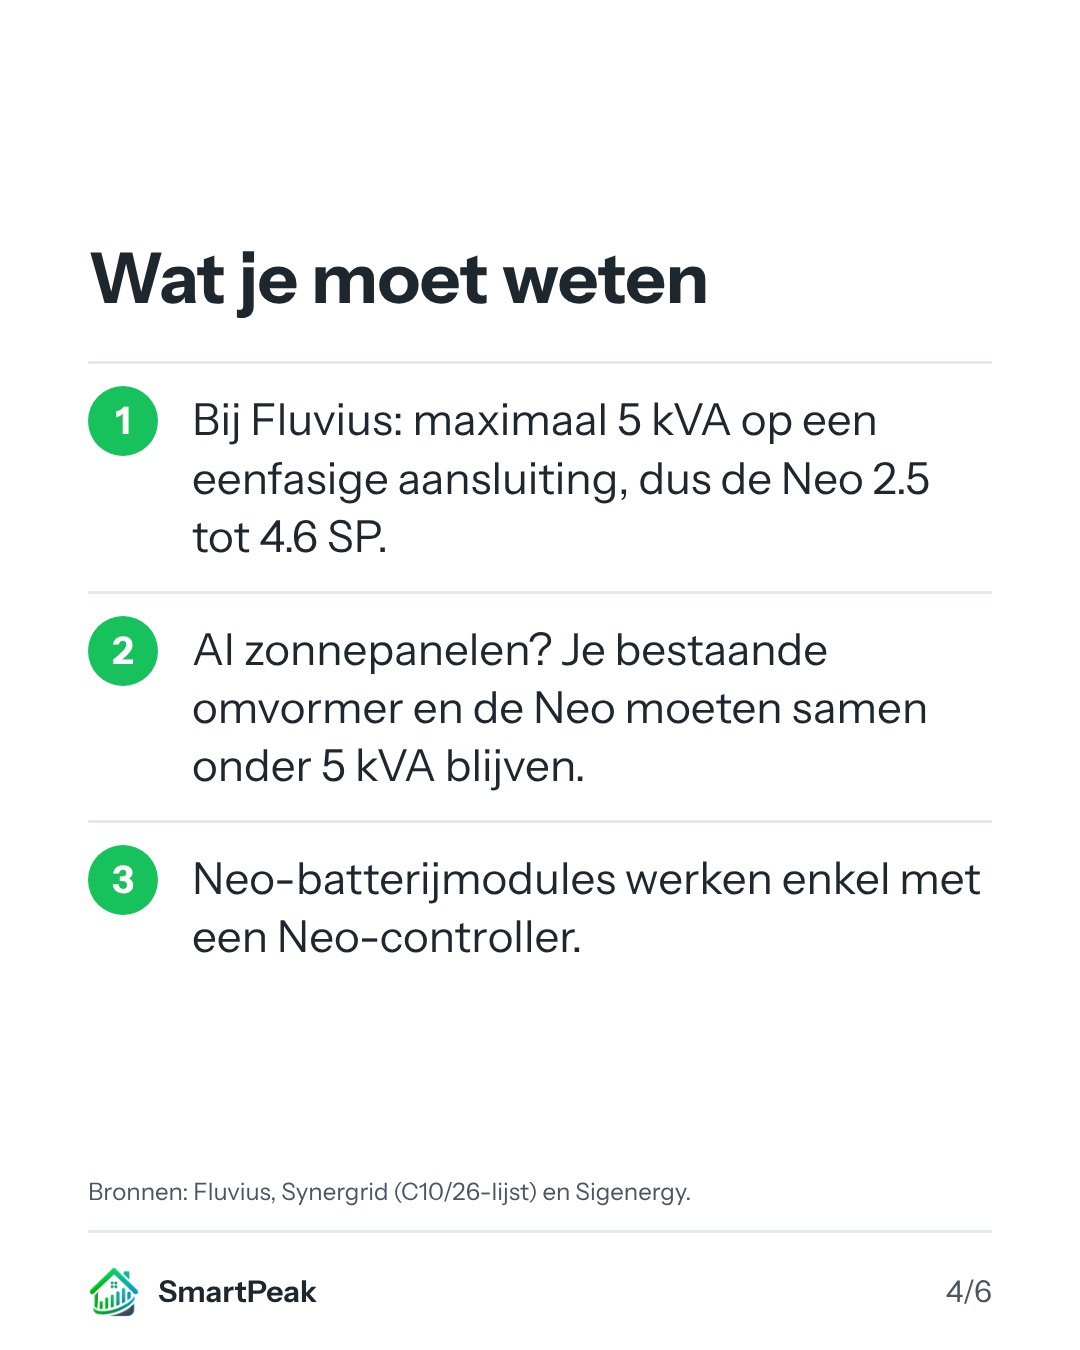 Wat je moet weten
1
Bij Fluvius: maximaal 5 kVA op een
eenfasige aansluiting, dus de Neo 2.5
tot 4.6 SP.
2
Al zonnepanelen? Je bestaande
omvormer en de Neo moeten samen
onder 5 kVA blijven.
3
Neo-batterijmodules werken enkel met
een Neo-controller.
Bronnen: Fluvius, Synergrid (C10/26-lijst) en Sigenergy.
SmartPeak
4/6